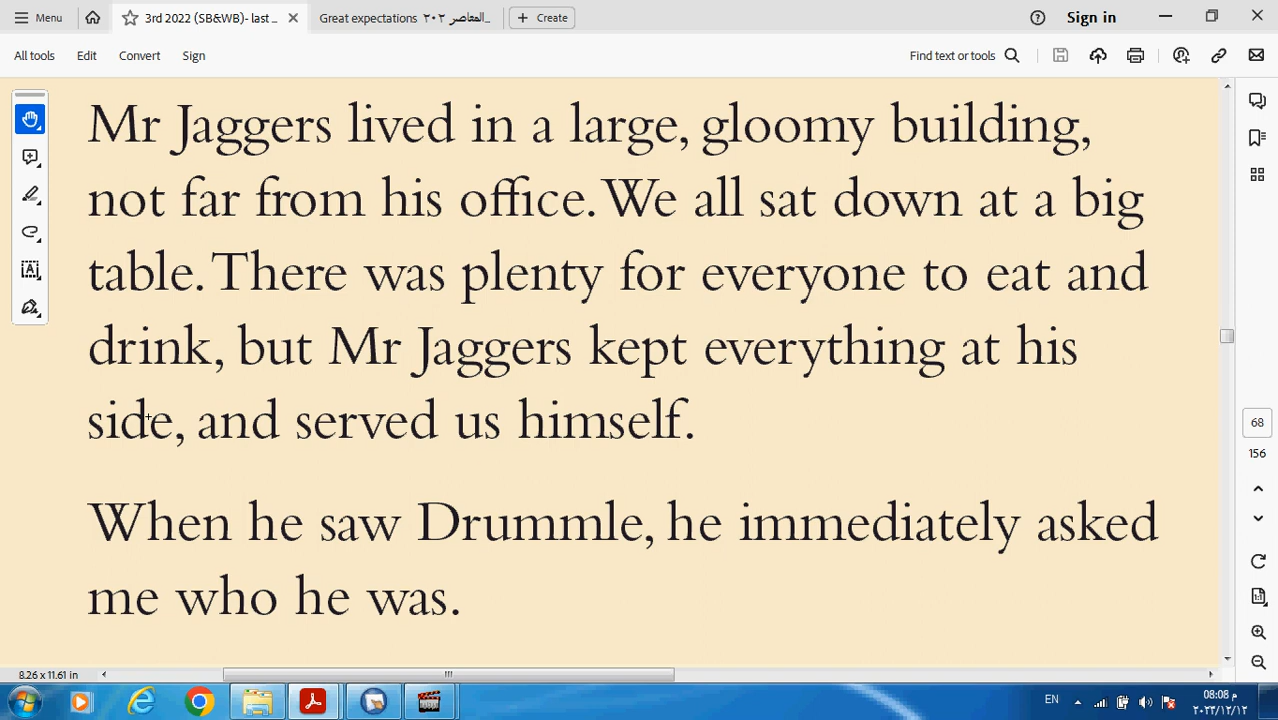 Menu
3rd 2022 (SB&WB)- last ...
Great expectations المعاصر ٢٠٢...
Create
Sign in
All tools
Edit
Convert
Sign
Find text or tools
Mr Jaggers lived in a large, gloomy building,
not far from his office. We all sat down at a big
table. There was plenty for everyone to eat and
drink, but Mr Jaggers kept everything at his
side, and served us himself.
When he saw Drummle, he immediately asked
me who he was.
68
156
8.26 x 11.61 in
EN
08:08 م
٢٠٢٣/١٢/١٢